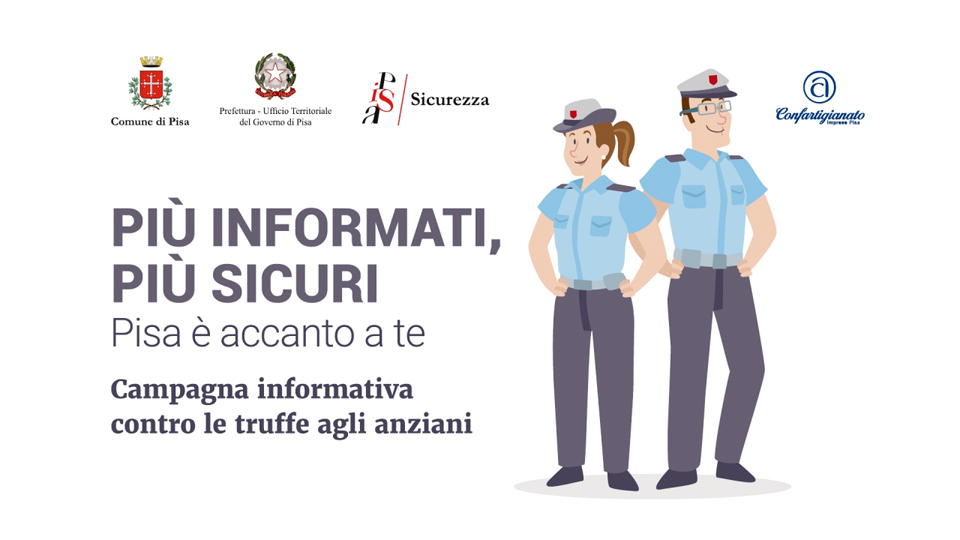 Comune di Pisa
Prefettura - Ufficio Territoriale
del Governo di Pisa
PiSa
Sicurezza
Confartigianato
Imprese Pisa
PIÙ INFORMATI,
PIÙ SICURI
Pisa è accanto a te
Campagna informativa
contro le truffe agli anziani